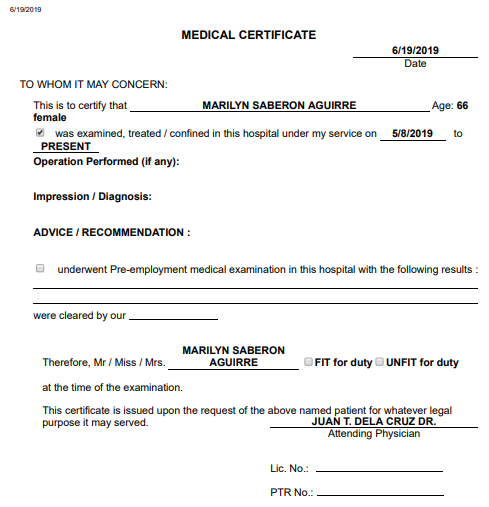 6/19/2019
MEDICAL CERTIFICATE
6/19/2019
Date
TO WHOM IT MAY CONCERN:
This is to certify that MARILYN SABERON AGUIRRE Age: 66
female
was examined, treated / confined in this hospital under my service on 5/8/2019 to
PRESENT
Operation Performed (if any):
Impression / Diagnosis:
ADVICE / RECOMMENDATION :
underwent Pre-employment medical examination in this hospital with the following results :
were cleared by our
MARILYN SABERON
Therefore, Mr / Miss / Mrs. AGUIRRE FIT for duty UNFIT for duty
at the time of the examination.
This certificate is issued upon the request of the above named patient for whatever legal
purpose it may served. JUAN T. DELA CRUZ DR.
Attending Physician
Lic. No.:
PTR No.: